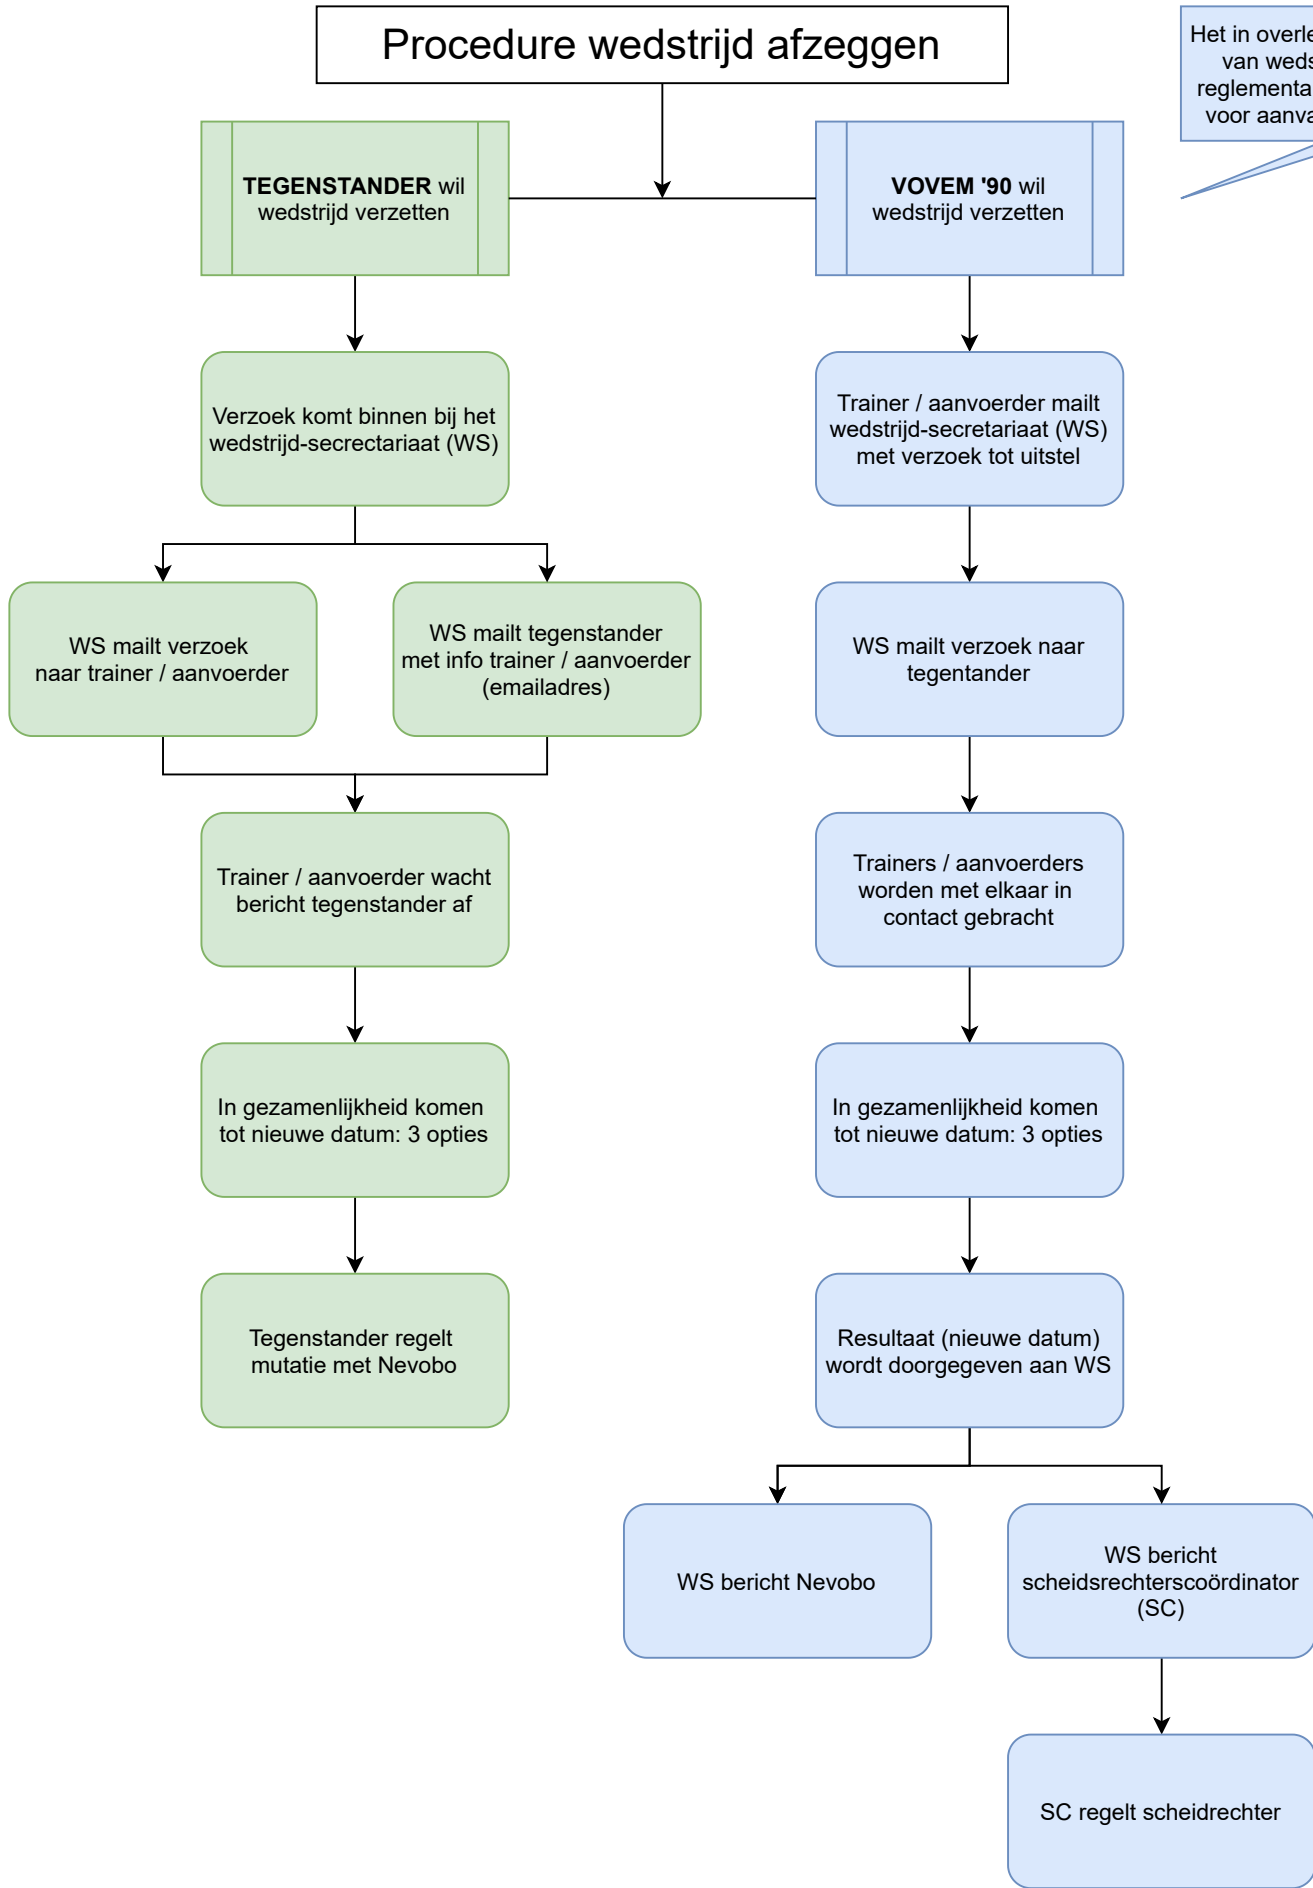 Procedure wedstrijd afzeggen
Het in overle
van weds
reglementa
voor aanva
TEGENSTANDER wil
wedstrijd verzetten
VOVEM '90 wil
wedstrijd verzetten
Verzoek komt binnen bij het
wedstrijd-secrectariaat (WS)
Trainer / aanvoerder mailt
wedstrijd-secretariaat (WS)
met verzoek tot uitstel
WS mailt verzoek
naar trainer / aanvoerder
WS mailt tegenstander
met info trainer / aanvoerder
(emailadres)
WS mailt verzoek naar
tegentander
Trainer / aanvoerder wacht
bericht tegenstander af
Trainers / aanvoerders
worden met elkaar in
contact gebracht
In gezamenlijkheid komen
tot nieuwe datum: 3 opties
In gezamenlijkheid komen
tot nieuwe datum: 3 opties
Tegenstander regelt
mutatie met Nevobo
Resultaat (nieuwe datum)
wordt doorgegeven aan WS
WS bericht Nevobo
WS bericht
scheidsrechterscoördinator
(SC)
SC regelt scheidrechter